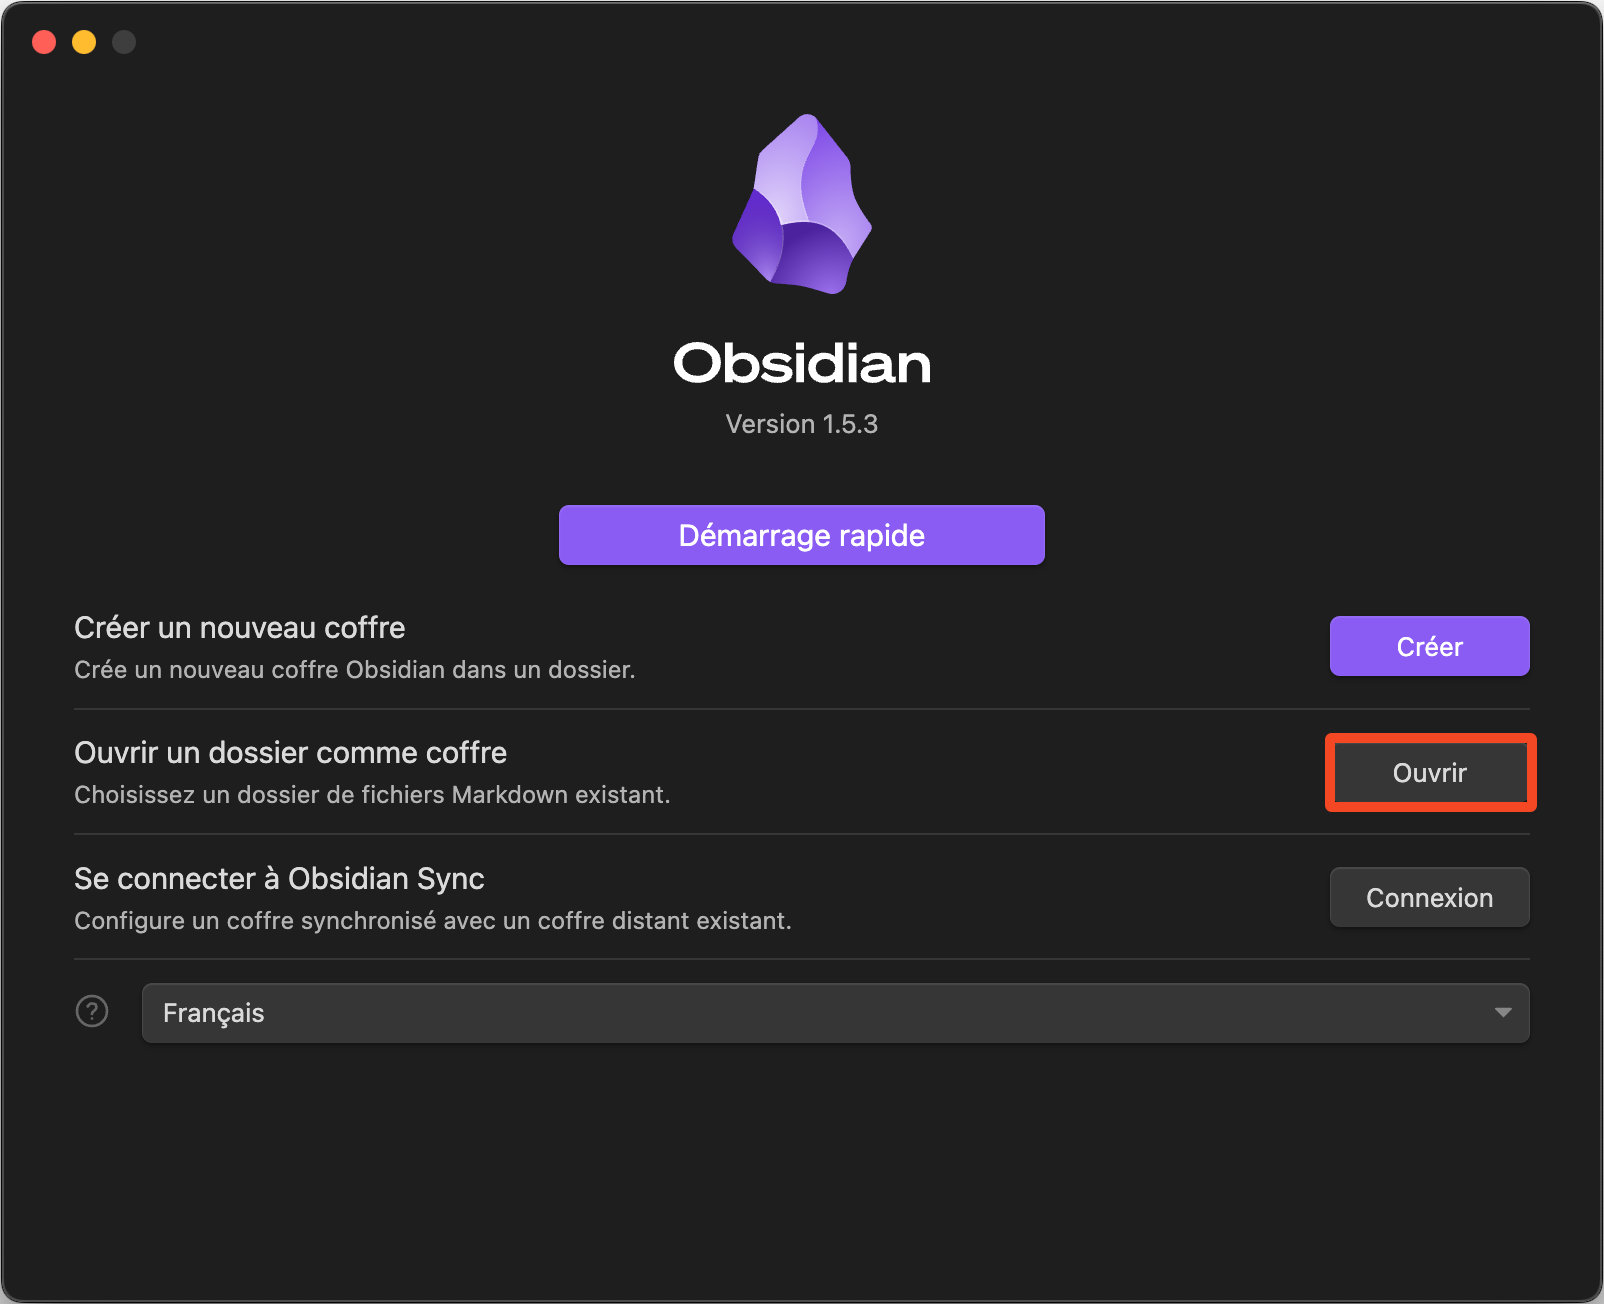 Obsidian
Version 1.5.3
Démarrage rapide
Créer un nouveau coffre
Crée un nouveau coffre Obsidian dans un dossier.
Créer
Ouvrir un dossier comme coffre
Choisissez un dossier de fichiers Markdown existant.
Ouvrir
Se connecter à Obsidian Sync
Configure un coffre synchronisé avec un coffre distant existant.
Connexion
?
Français